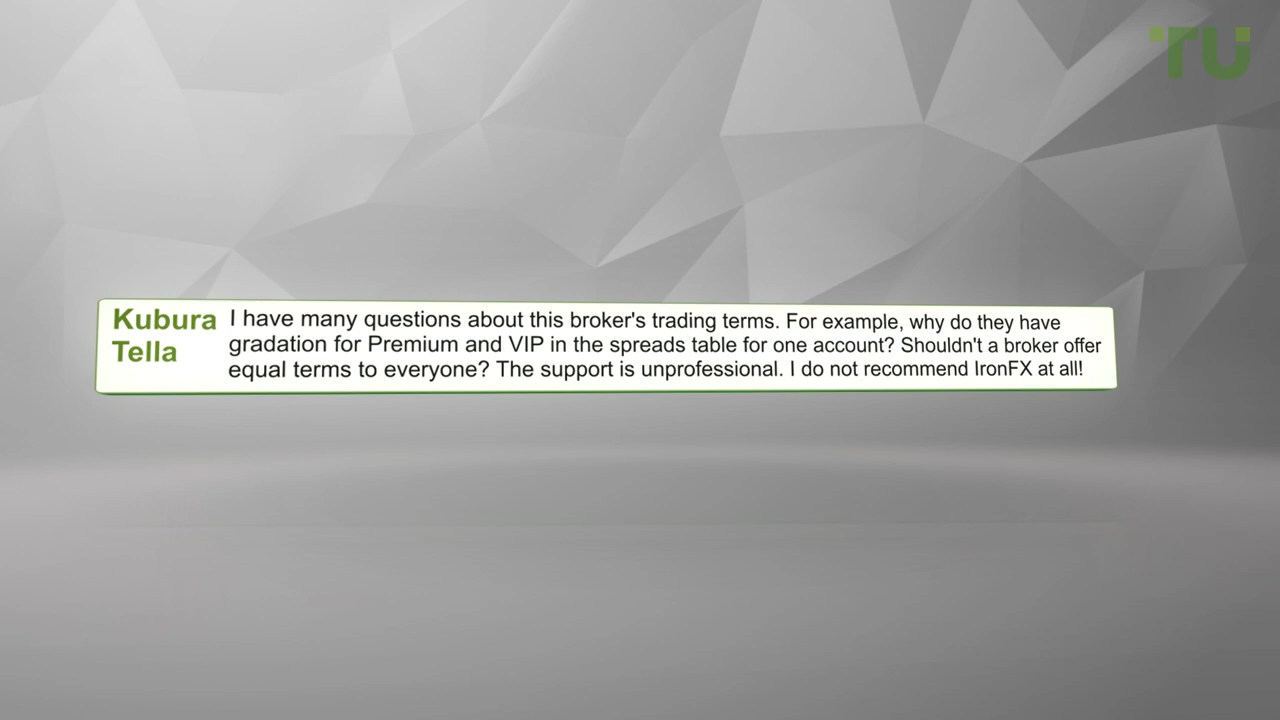 TU
Kubura
Tella
I have many questions about this broker's trading terms. For example, why do they have
gradation for Premium and VIP in the spreads table for one account? Shouldn't a broker offer
equal terms to everyone? The support is unprofessional. I do not recommend IronFX at all!